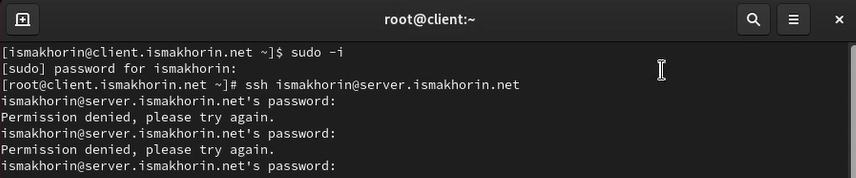 root@client:~
[ismakhorin@client.ismakhorin.net ~]$ sudo -i
[sudo] password for ismakhorin:
[root@client.ismakhorin.net ~]# ssh ismakhorin@server.ismakhorin.net
ismakhorin@server.ismakhorin.net's password:
Permission denied, please try again.
ismakhorin@server.ismakhorin.net's password:
Permission denied, please try again.
ismakhorin@server.ismakhorin.net's password: